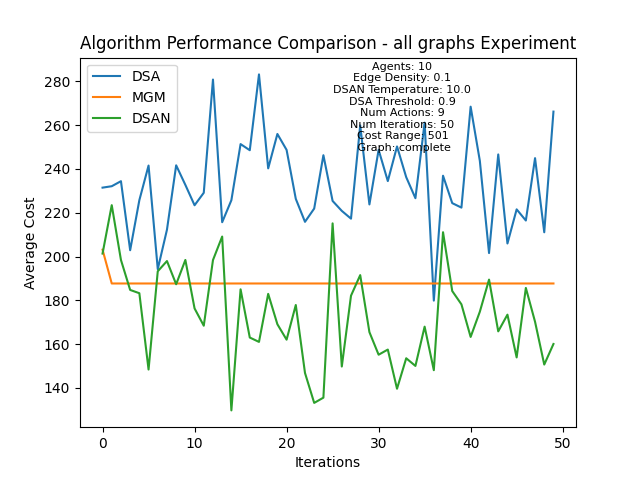 Algorithm Performance Comparison - all graphs Experiment
DSA
MGM
DSAN
Agents: 10
Edge Density: 0.1
DSAN Temperature: 10.0
DSA Threshold: 0.9
Num Actions: 9
Num Iterations: 50
Cost Range: 501
Graph: complete
Average Cost
280
260
240
220
200
180
160
140
0
10
20
30
40
50
Iterations